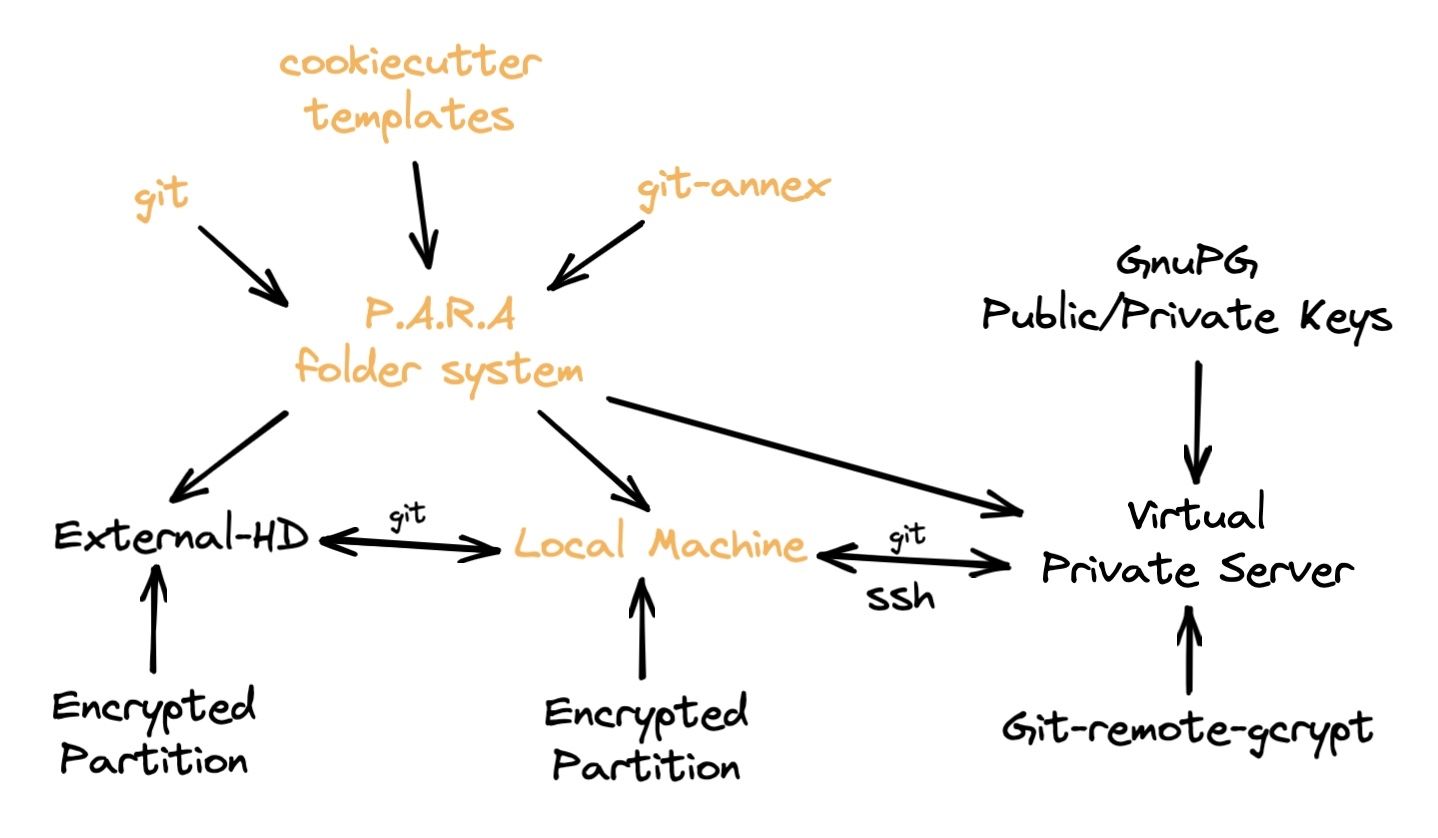 cookiecutter
templates
git
git-annex
GnuPG
Public/Private Keys
P.A.R.A
folder system
External-HD
git
Local Machine
git
ssh
Virtual
Private Server
Encrypted
Partition
Encrypted
Partition
Git-remote-gcrypt